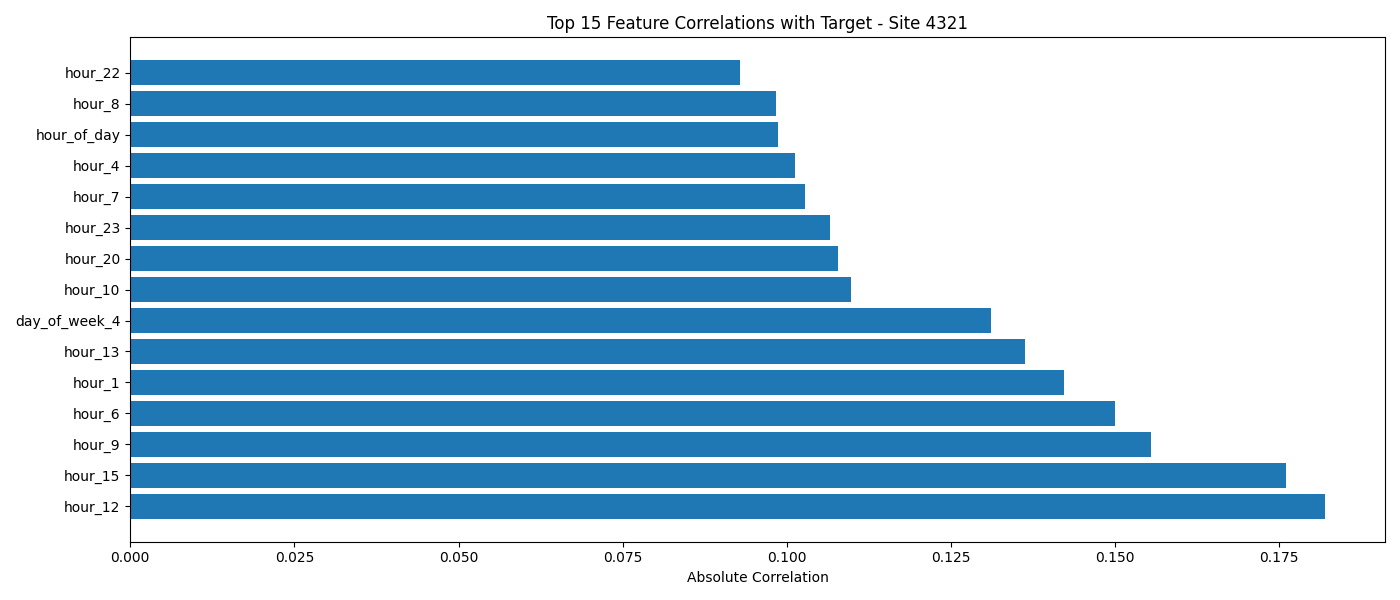 Top 15 Feature Correlations with Target - Site 4321
hour_22
hour_8
hour_of_day
hour_4
hour_7
hour_23
hour_20
hour_10
day_of_week_4
hour_13
hour_1
hour_6
hour_9
hour_15
hour_12
0.000 0.025 0.050 0.075 0.100 0.125 0.150 0.175
Absolute Correlation